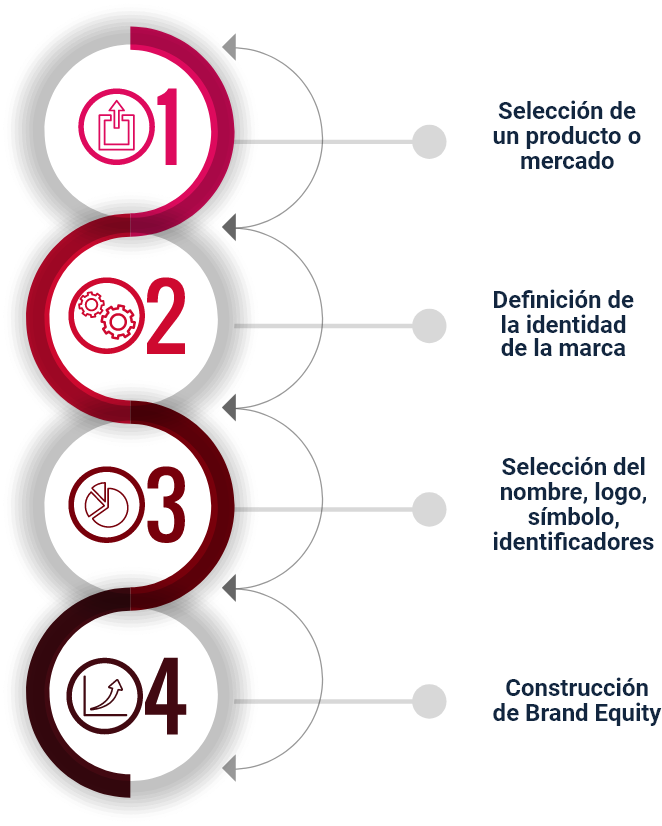 1
Selección de
un producto o
mercado
2
Definición de
la identidad
de la marca
3
Selección del
nombre, logo,
símbolo,
identificadores
4
Construcción
de Brand Equity